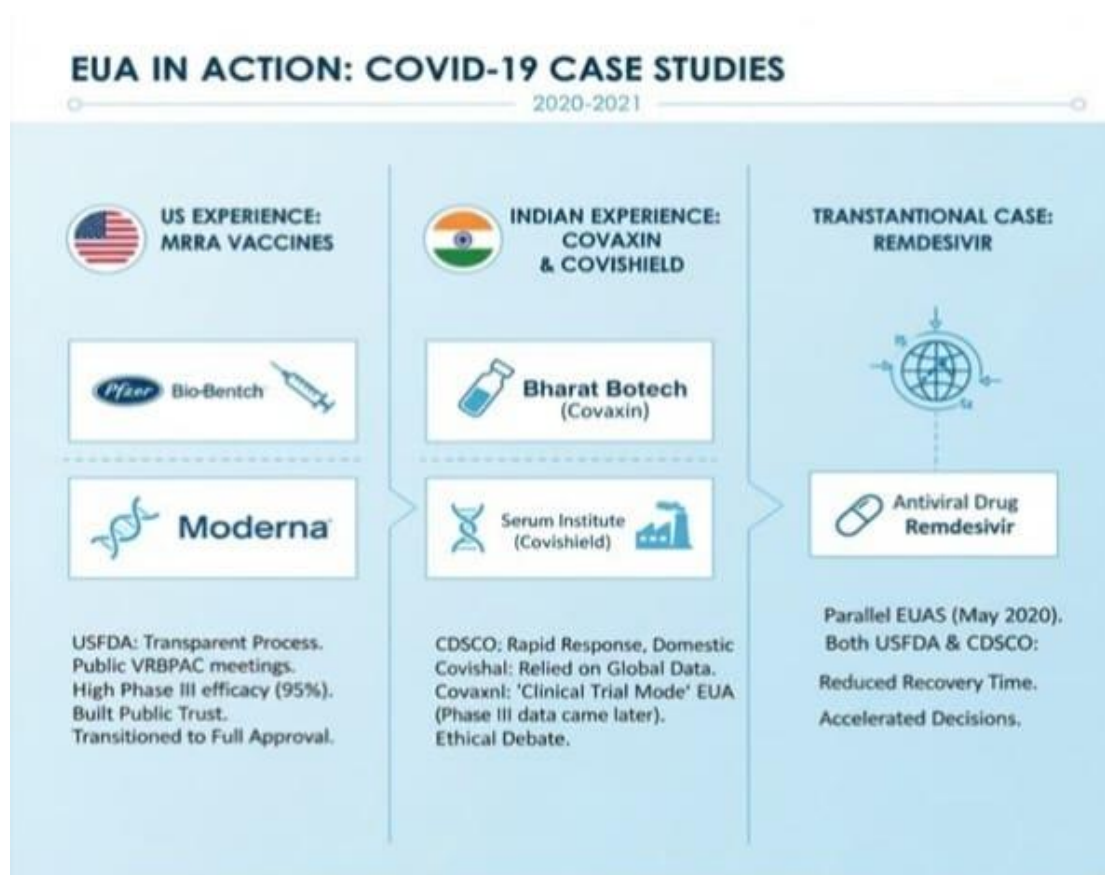 EUA IN ACTION: COVID-19 CASE STUDIES
2020-2021
US EXPERIENCE:
MRRA VACCINES
Pfizer Bio-Bentch
Moderna
USFDA: Transparent Process.
Public VRBPAC meetings.
High Phase III efficacy (95%).
Built Public Trust.
Transitioned to Full Approval.
INDIAN EXPERIENCE:
COVAXIN
& COVISHIELD
Bharat Botech
(Covaxin)
Serum Institute
(Covishield)
CDSCO: Rapid Response, Domestic
Covishal: Relied on Global Data.
Covaxnl: 'Clinical Trial Mode' EUA
(Phase III data came later).
Ethical Debate.
TRANSTANTIONAL CASE:
REMDESIVIR
Antiviral Drug
Remdesivir
Parallel EUAS (May 2020).
Both USFDA & CDSCO:
Reduced Recovery Time.
Accelerated Decisions.